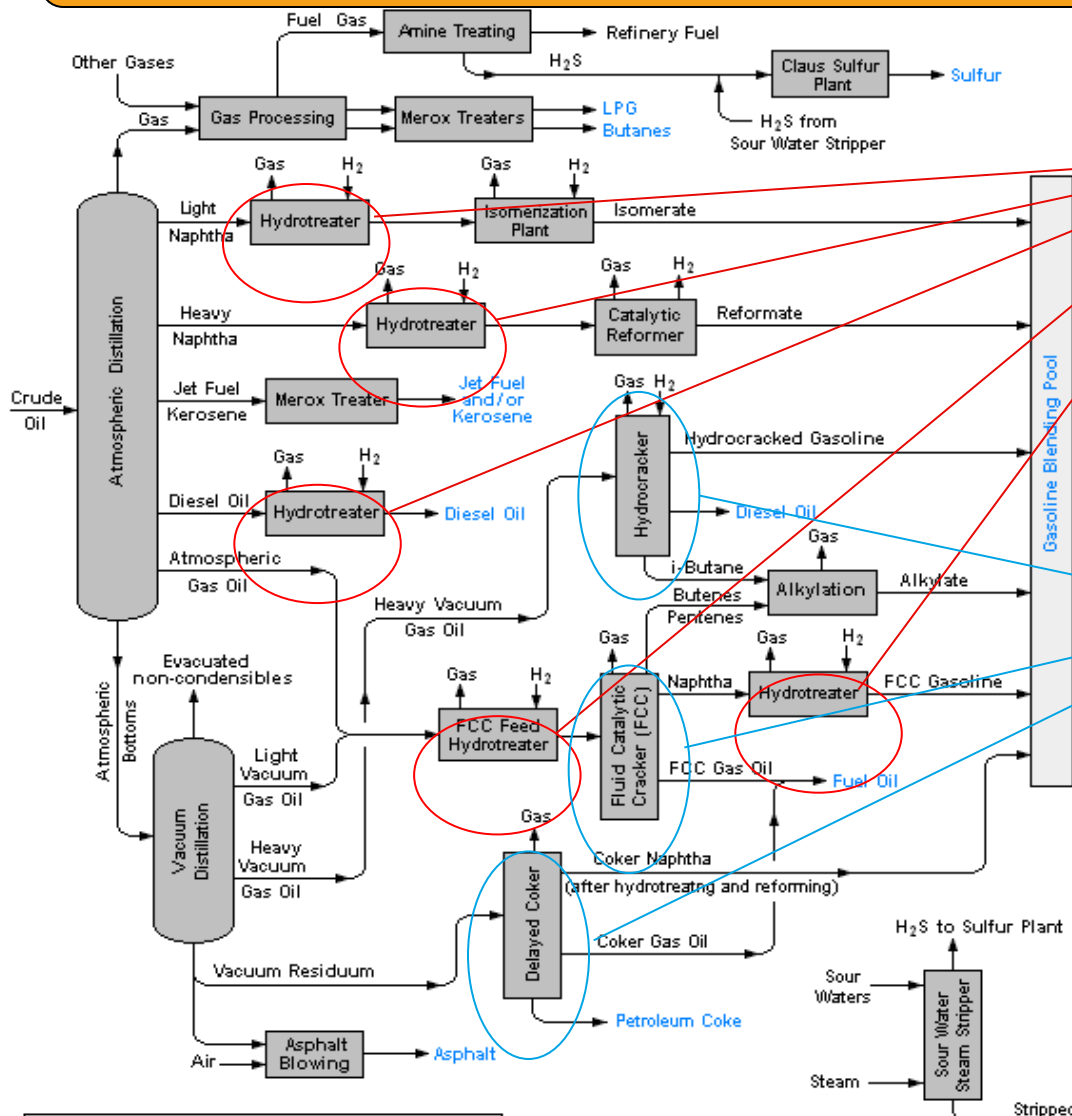 Fuel Gas
Amine Treating
Refinery Fuel
Other Gases
H2S
Claus Sulfur
Plant
Sulfur
Gas
Gas Processing
Merox Treaters
LPG
Butanes
H2S from
Sour Water Stripper
Gas
H2
Gas
H2
Light
Naphtha
Hydrotreater
Isomerization
Plant
Isomerate
Gas
H2
Gas
H2
Heavy
Naphtha
Hydrotreater
Catalytic
Reformer
Reformate
Atmospheric Distillation
Crude
Oil
Jet Fuel
Kerosene
Merox Treater
Jet Fuel
and/or
Kerosene
Gas
H2
Hydrocracker
Hydrocracked Gasoline
Diesel Oil
Gasoline Blending Pool
Gas
H2
Diesel Oil
Hydrotreater
Diesel Oil
Atmospheric
Gas Oil
i-Butane
Butenes
Pentenes
Gas
Alkylation
Alkylate
Heavy Vacuum
Gas Oil
Evacuated
non-condensibles
Atmospheric
Bottoms
Gas
H2
FCC Feed
Hydrotreater
Gas
Fluid Catalytic
Cracker (FCC)
Naphtha
Gas
H2
Hydrotreater
FCC Gasoline
FCC Gas Oil
Fuel Oil
Light
Vacuum
Gas Oil
Vacuum
Distillation
Heavy
Vacuum
Gas Oil
Gas
Delayed Coker
Coker Naphtha
(after hydrotreatng and reforming)
Coker Gas Oil
Vacuum Residuum
Petroleum Coke
Air
Asphalt
Blowing
Asphalt
H2S to Sulfur Plant
Sour
Waters
Sour Water
Steam Stripper
Steam
Stripped